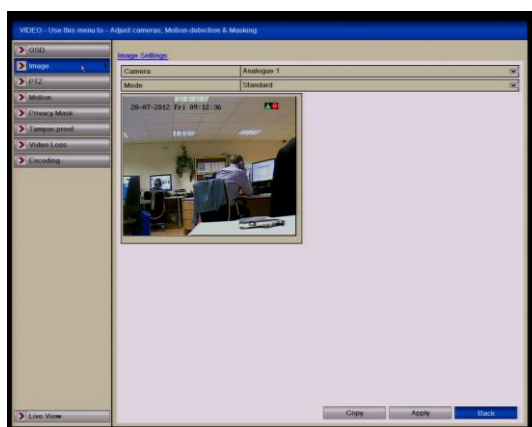 VIDEO - Use this menu to - Adjust cameras, Motion-detection & Masking
OSD
Image
PTZ
Motion
Privacy Mask
Tamper-proof
Video Loss
Encoding
Live View
Image Settings
Camera Analogue 1
Mode Standard
20-07-2012 Fri 09:12:36
A R
Copy Apply Back